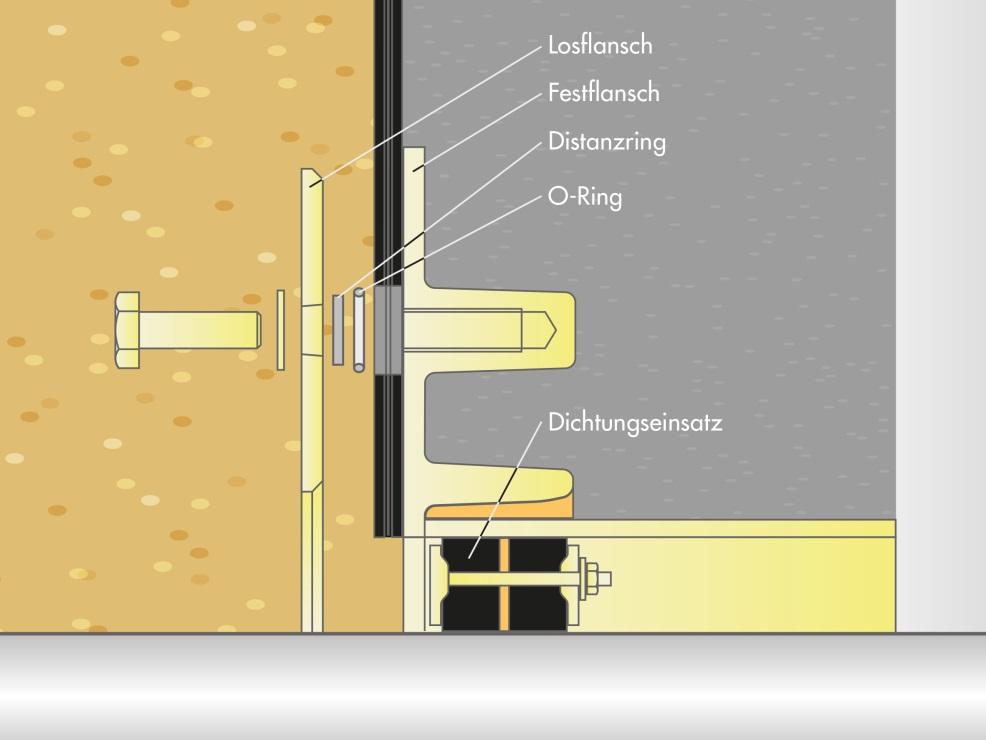 Losflansch
Festflansch
Distanzring
O-Ring
Dichtungseinsatz